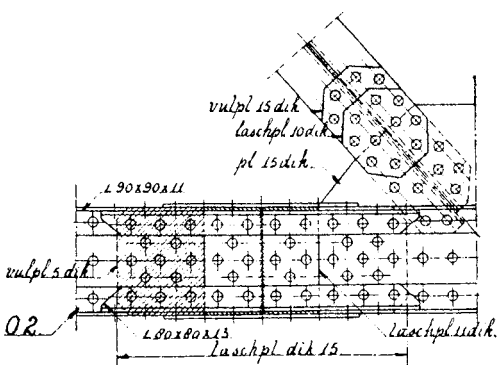 vulpl 15 dik
laschpl 10 dik.
pl 15 dik.
L 90x90x11
vulpl 5 dik
O2
L 80x80x13
laschpl 11 dik.
laschpl dik 15